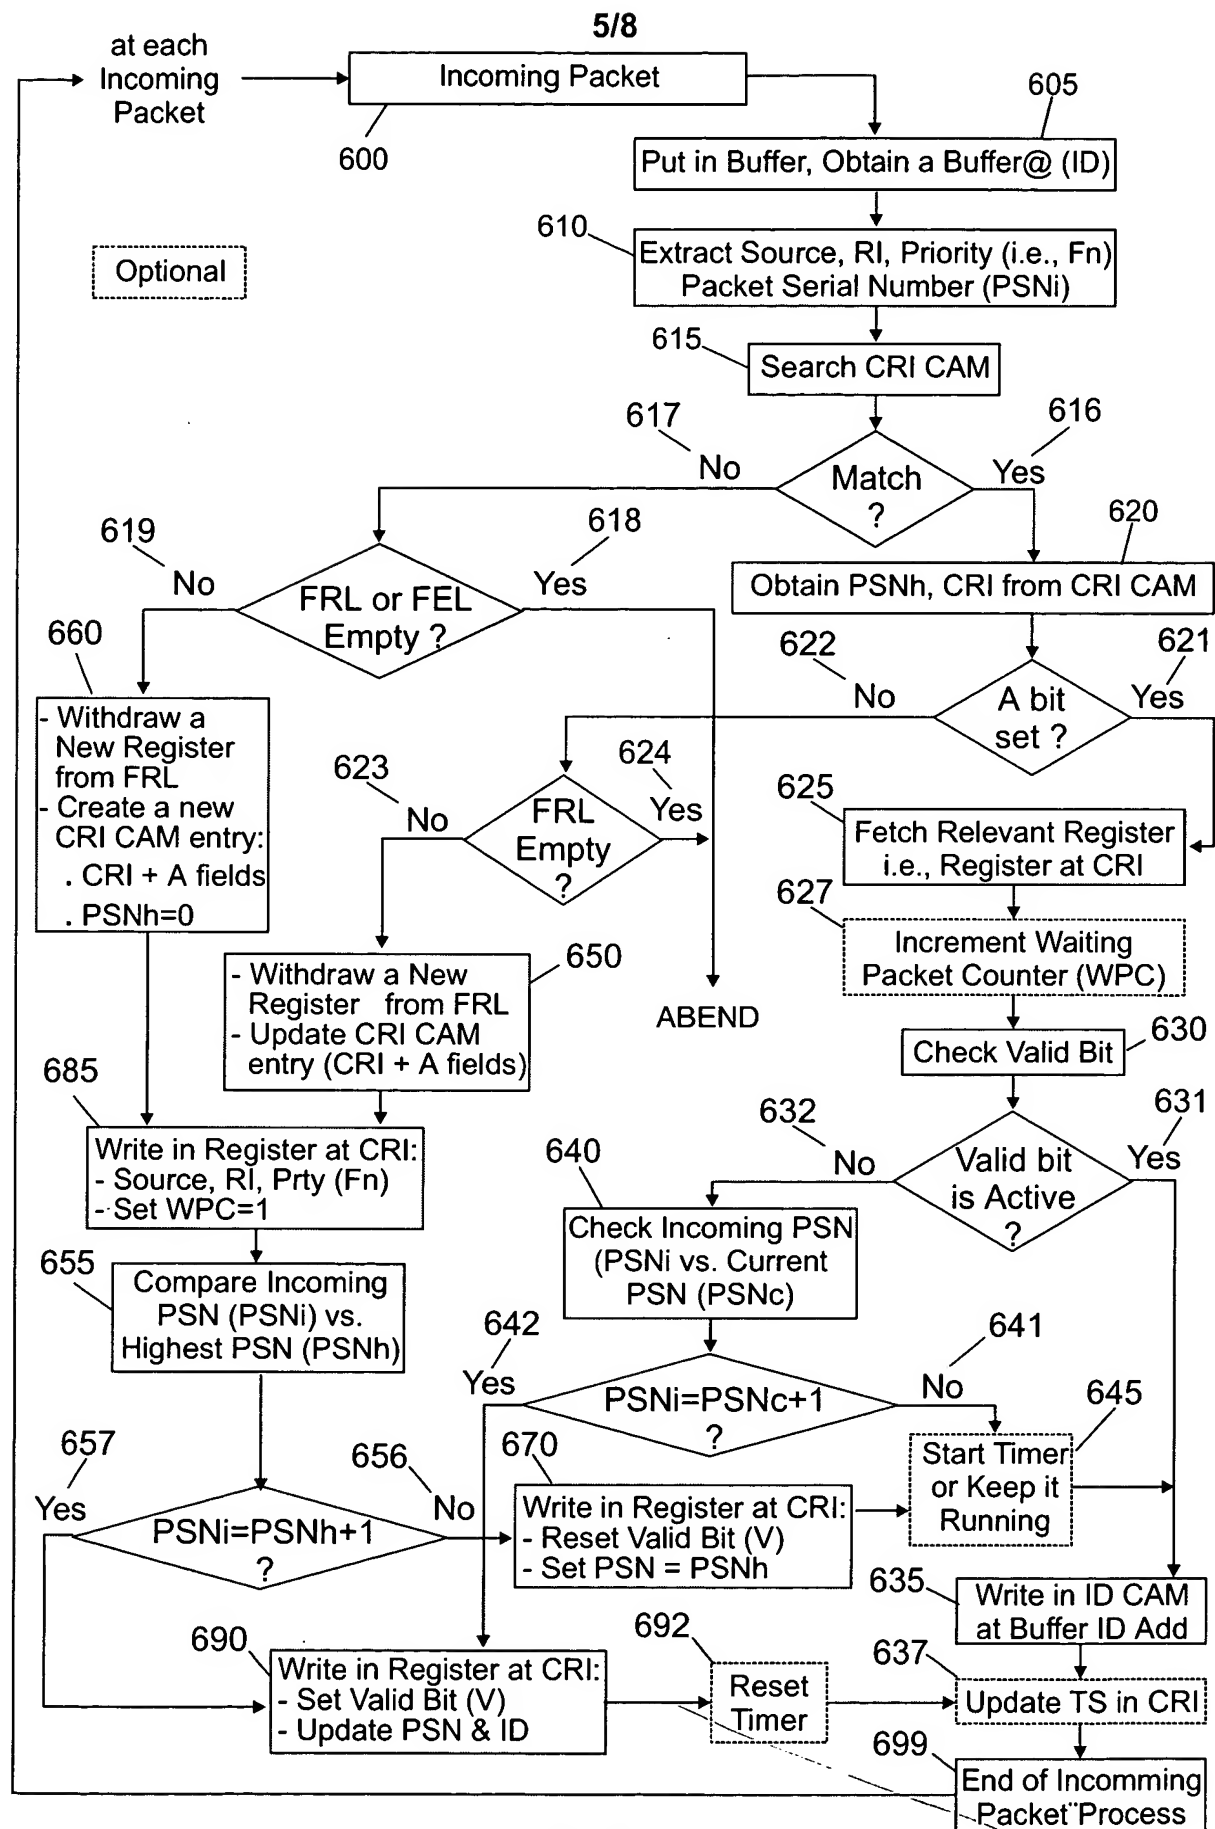 5/8
at each
Incoming
Packet
Incoming Packet
600
605
Put in Buffer, Obtain a Buffer@ (ID)
610
Extract Source, RI, Priority (i.e., Fn)
Packet Serial Number (PSNi)
Optional
615
Search CRI CAM
617
616
No
Match
?
Yes
619
618
620
No
Yes
FRL or FEL
Empty ?
Obtain PSNh, CRI from CRI CAM
660
622
621
No
A bit
set ?
Yes
- Withdraw a
New Register
from FRL
- Create a new
CRI CAM entry:
. CRI + A fields
. PSNh=0
623
624
No
FRL
Empty
?
Yes
625
Fetch Relevant Register
i.e., Register at CRI
627
Increment Waiting
Packet Counter (WPC)
650
- Withdraw a New
Register from FRL
- Update CRI CAM
entry (CRI + A fields)
ABEND
630
Check Valid Bit
685
632
631
Write in Register at CRI:
- Source, RI, Prty (Fn)
- Set WPC=1
640
No
Valid bit
is Active
?
Yes
Check Incoming PSN
(PSNi vs. Current
PSN (PSNc)
655
Compare Incoming
PSN (PSNi) vs.
Highest PSN (PSNh)
642
641
Yes
PSNi=PSNc+1
?
No
645
Start Timer
or Keep it
Running
657
656
670
Yes
PSNi=PSNh+1
?
No
Write in Register at CRI:
- Reset Valid Bit (V)
- Set PSN = PSNh
635
Write in ID CAM
at Buffer ID Add
690
692
637
Write in Register at CRI:
- Set Valid Bit (V)
- Update PSN & ID
Reset
Timer
Update TS in CRI
699
End of Incomming
Packet Process